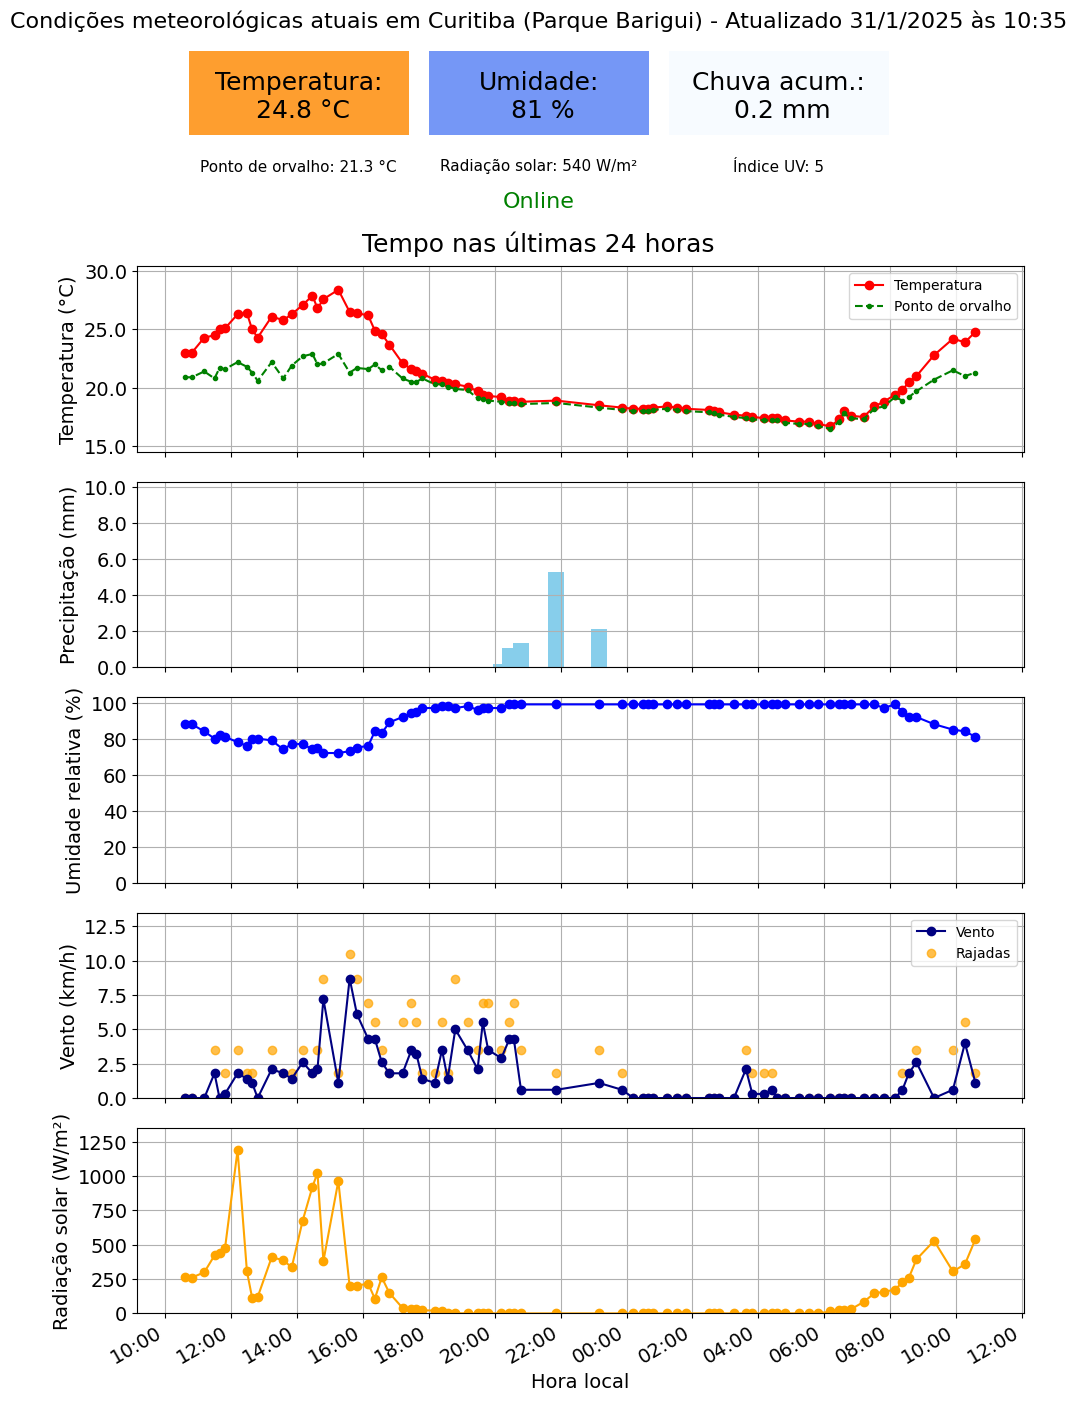 Condições meteorológicas atuais em Curitiba (Parque Barigui) - Atualizado 31/1/2025 às 10:35
Temperatura:
24.8 °C
Umidade:
81 %
Chuva acum.:
0.2 mm
Ponto de orvalho: 21.3 °C
Radiação solar: 540 W/m²
Índice UV: 5
Online
Tempo nas últimas 24 horas
Temperatura (°C)
30.0
25.0
20.0
15.0
Temperatura
Ponto de orvalho
Precipitação (mm)
10.0
8.0
6.0
4.0
2.0
0.0
Umidade relativa (%)
100
80
60
40
20
0
Vento (km/h)
12.5
10.0
7.5
5.0
2.5
0.0
Vento
Rajadas
Radiação solar (W/m²)
1250
1000
750
500
250
0
10:00
12:00
14:00
16:00
18:00
20:00
22:00
00:00
02:00
04:00
06:00
08:00
10:00
12:00
Hora local